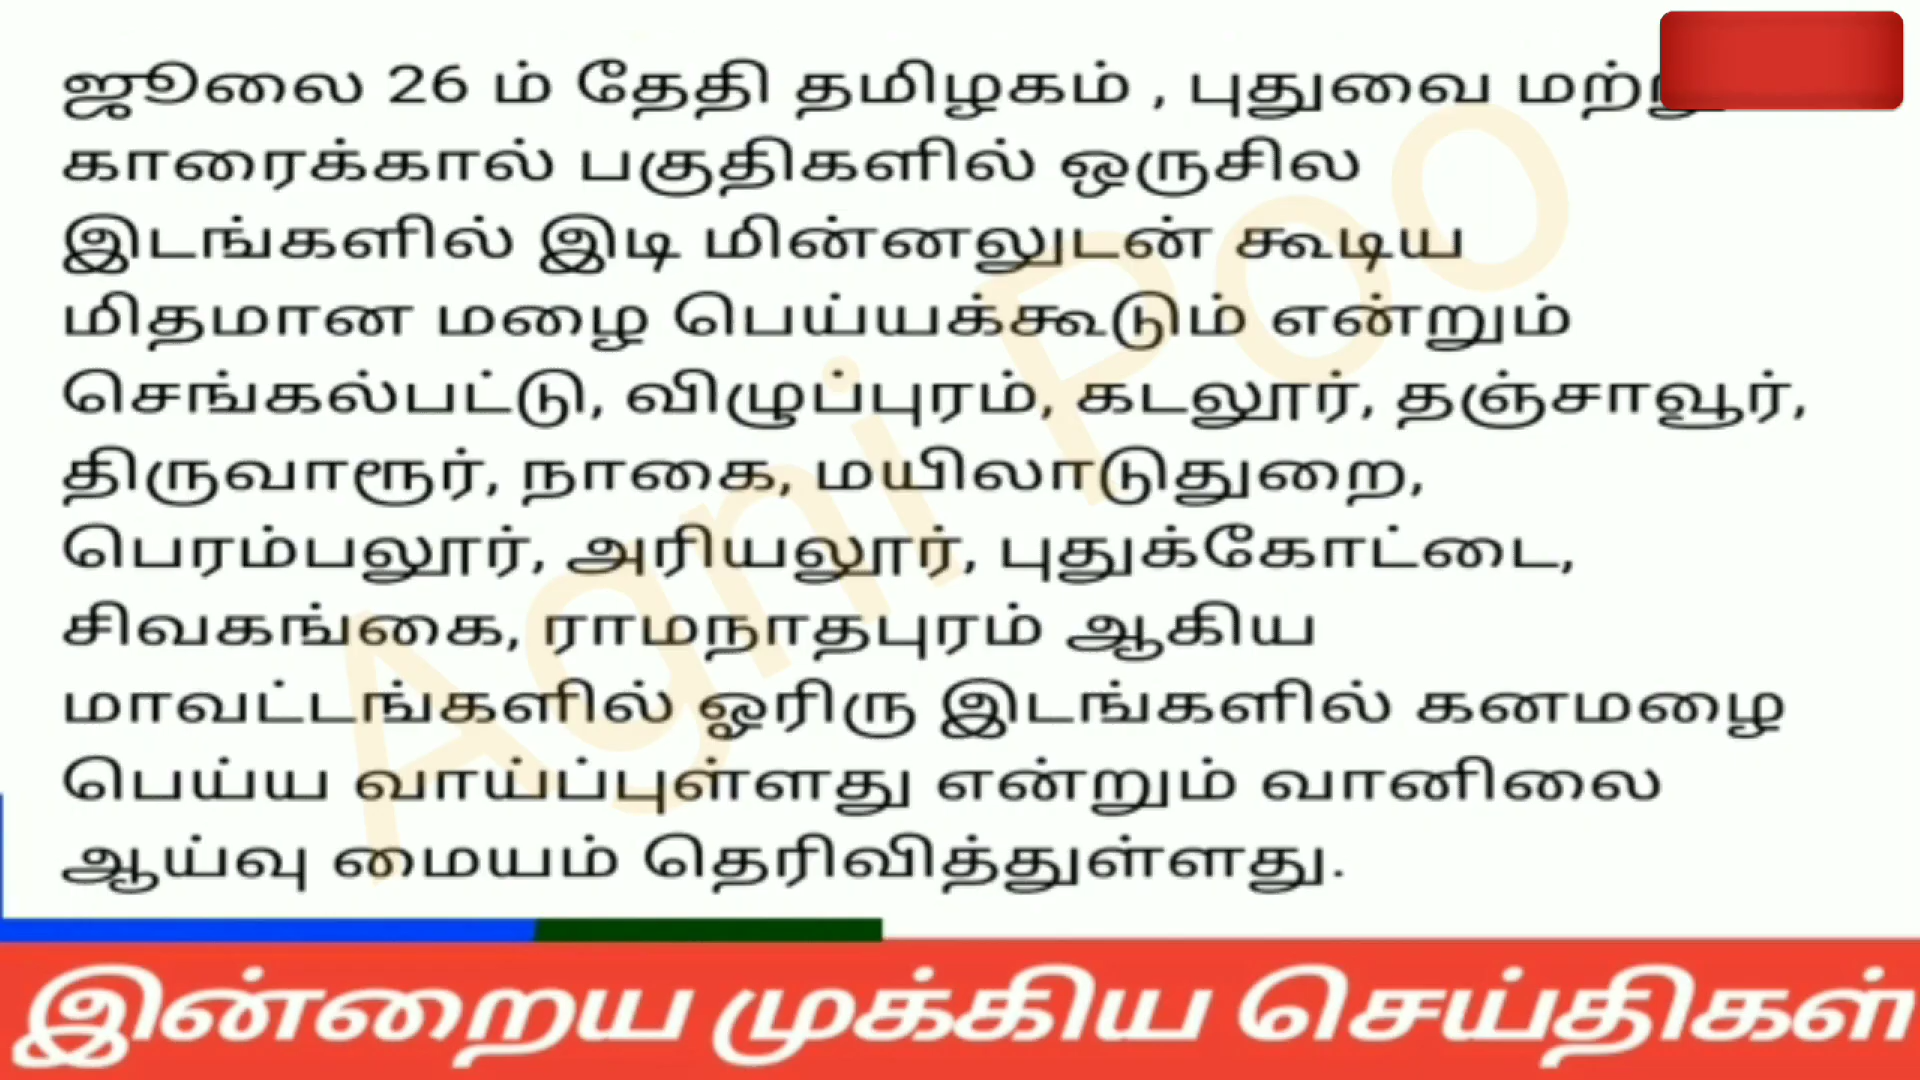 ஜூலை 26 ம் தேதி தமிழகம் , புதுவை
காரைக்கால் பகுதிகளில் ஒருசில
இடங்களில் இடி மின்னலுடன் கூடிய
மிதமான மழை பெய்யக்கூடும் என்றும்
செங்கல்பட்டு, விழுப்புரம், கடலூர், தஞ்சாவூர்,
திருவாரூர், நாகை, மயிலாடுதுறை,
பெரம்பலூர், அரியலூர், புதுக்கோட்டை,
சிவகங்கை, ராமநாதபுரம் ஆகிய
மாவட்டங்களில் ஓரிரு இடங்களில் கனமழை
பெய்ய வாய்ப்புள்ளது என்றும் வானிலை
ஆய்வு மையம் தெரிவித்துள்ளது.
Agni Poo
இன்றைய முக்கிய செய்திகள்